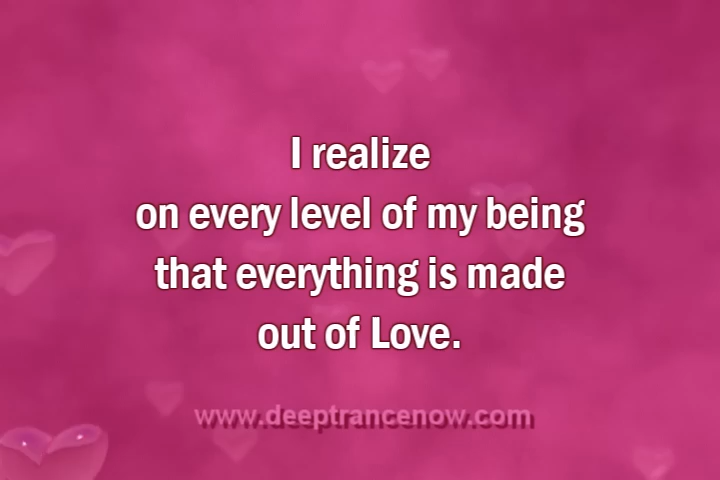 I realize
on every level of my being
that everything is made
out of Love.
www.deeptrancenow.com